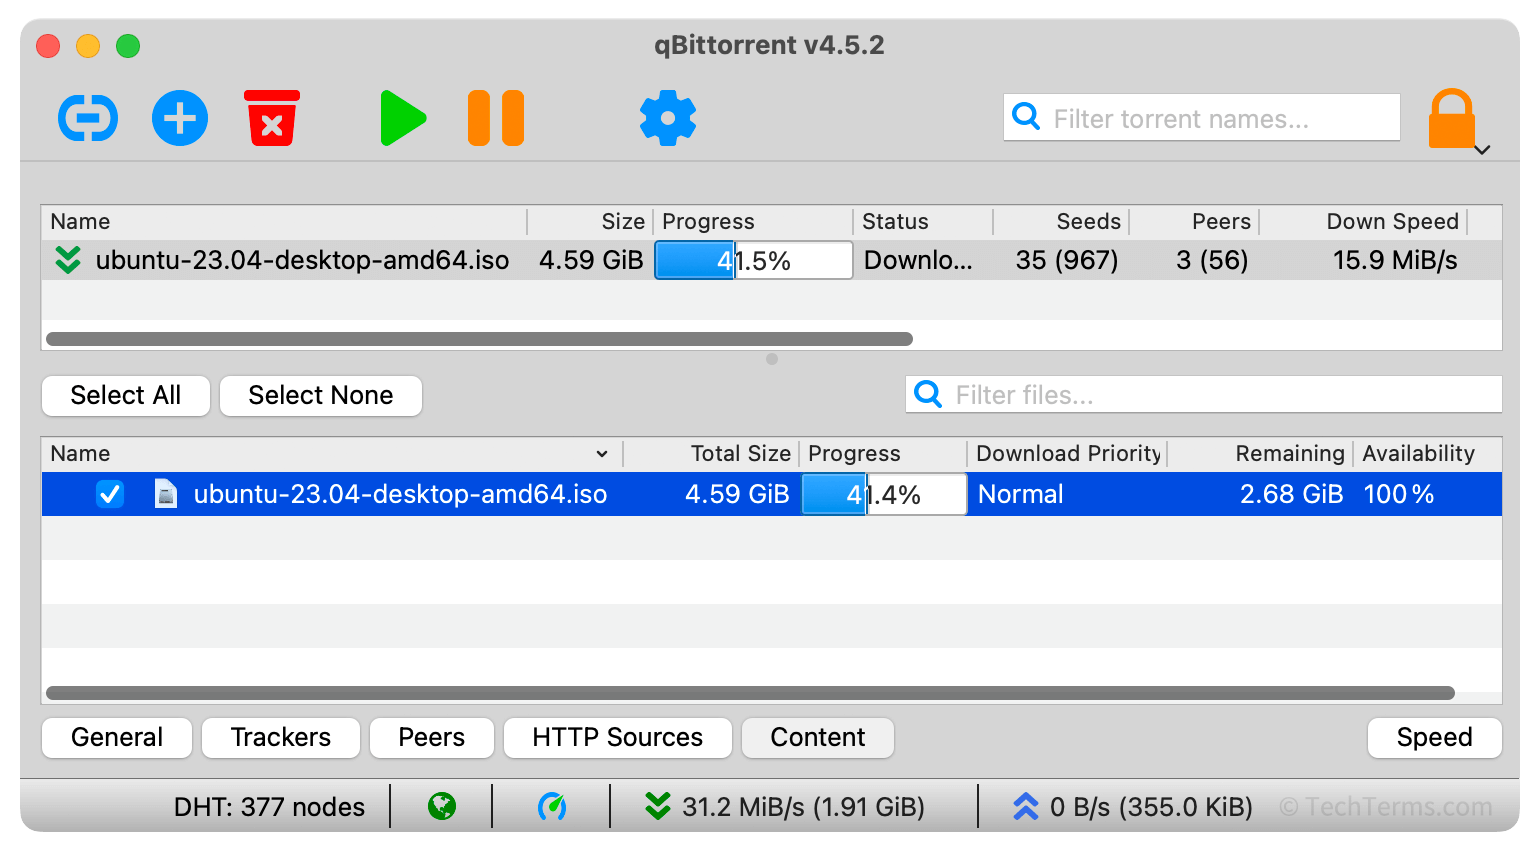 qBittorrent v4.5.2
Filter torrent names...
Name Size Progress Status Seeds Peers Down Speed
ubuntu-23.04-desktop-amd64.iso 4.59 GiB 41.5% Downlo... 35 (967) 3 (56) 15.9 MiB/s
Select All Select None Filter files...
Name Total Size Progress Download Priority Remaining Availability
ubuntu-23.04-desktop-amd64.iso 4.59 GiB 41.4% Normal 2.68 GiB 100 %
General Trackers Peers HTTP Sources Content Speed
DHT: 377 nodes 31.2 MiB/s (1.91 GiB) 0 B/s (355.0 KiB) © TechTerms.com